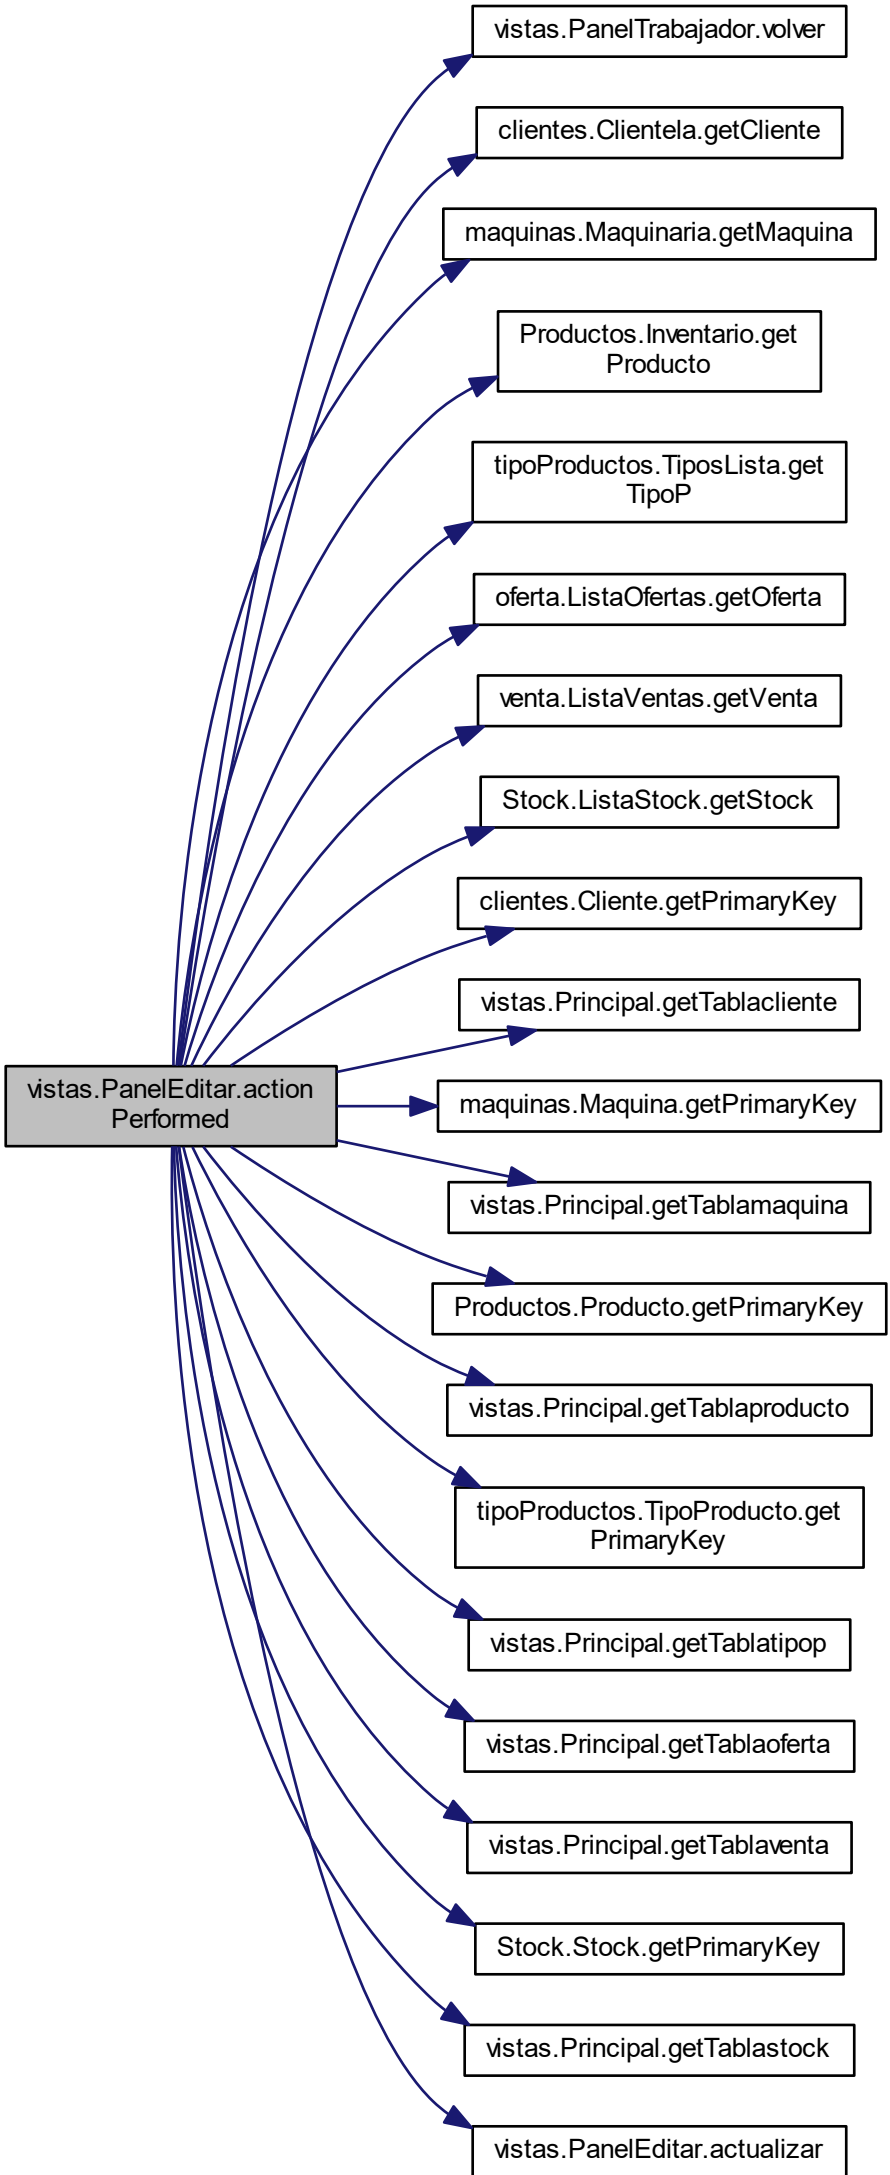 vistas.PanelTrabajador.volver
clientes.Clientela.getCliente
maquinas.Maquinaria.getMaquina
Productos.Inventario.get
Producto
tipoProductos.TiposLista.get
TipoP
oferta.ListaOfertas.getOferta
venta.ListaVentas.getVenta
Stock.ListaStock.getStock
clientes.Cliente.getPrimaryKey
vistas.Principal.getTablacliente
vistas.PanelEditar.action
Performed
maquinas.Maquina.getPrimaryKey
vistas.Principal.getTablamaquina
Productos.Producto.getPrimaryKey
vistas.Principal.getTablaproducto
tipoProductos.TipoProducto.get
PrimaryKey
vistas.Principal.getTablatipop
vistas.Principal.getTablaoferta
vistas.Principal.getTablaventa
Stock.Stock.getPrimaryKey
vistas.Principal.getTablastock
vistas.PanelEditar.actualizar